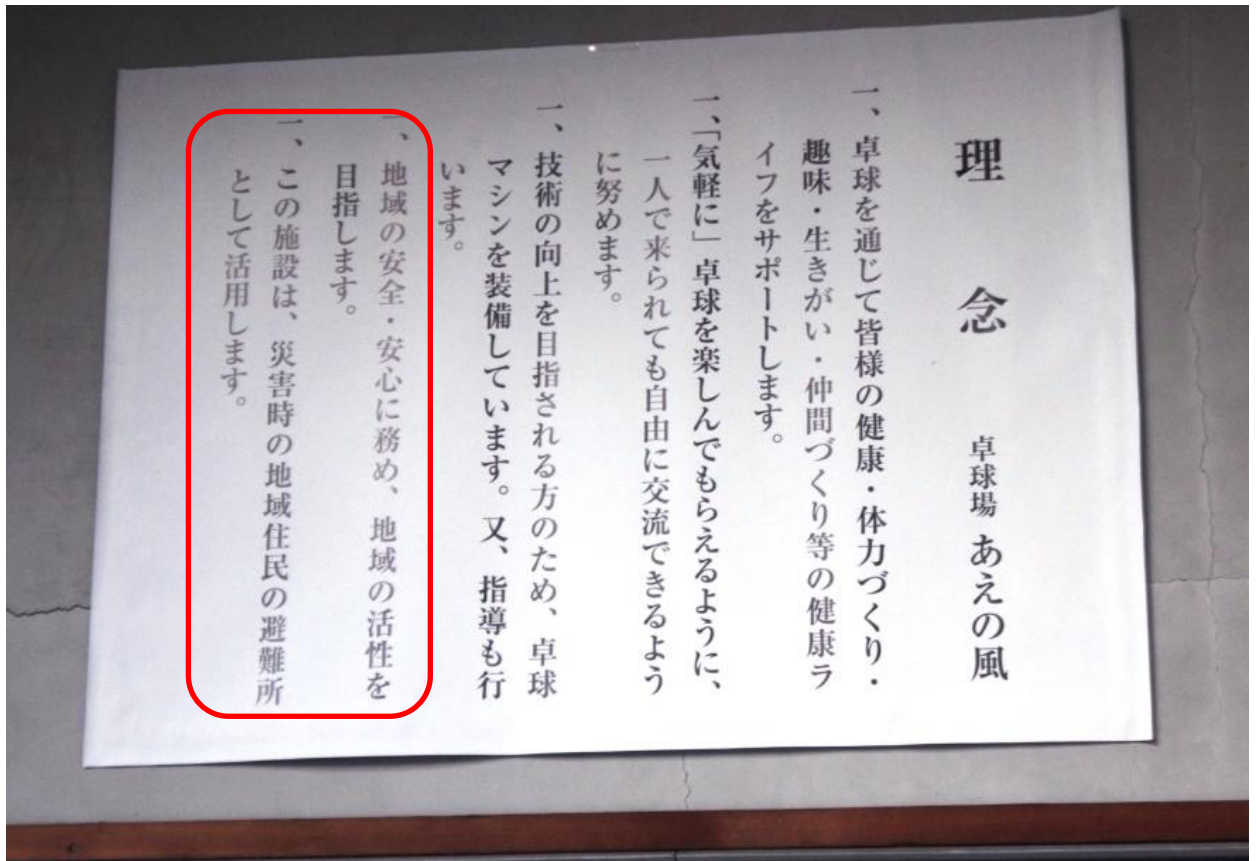 理念 卓球場 あえの風
一、卓球を通じて皆様の健康・体力づくり・
趣味・生きがい・仲間づくり等の健康ラ
イフをサポートします。
一、「気軽に」卓球を楽しんでもらえるように、
一人で来られても自由に交流できるよう
に努めます。
一、技術の向上を目指される方のため、卓球
マシンを装備しています。又、指導も行
います。
一、地域の安全・安心に務め、地域の活性を
目指します。
一、この施設は、災害時の地域住民の避難所
として活用します。